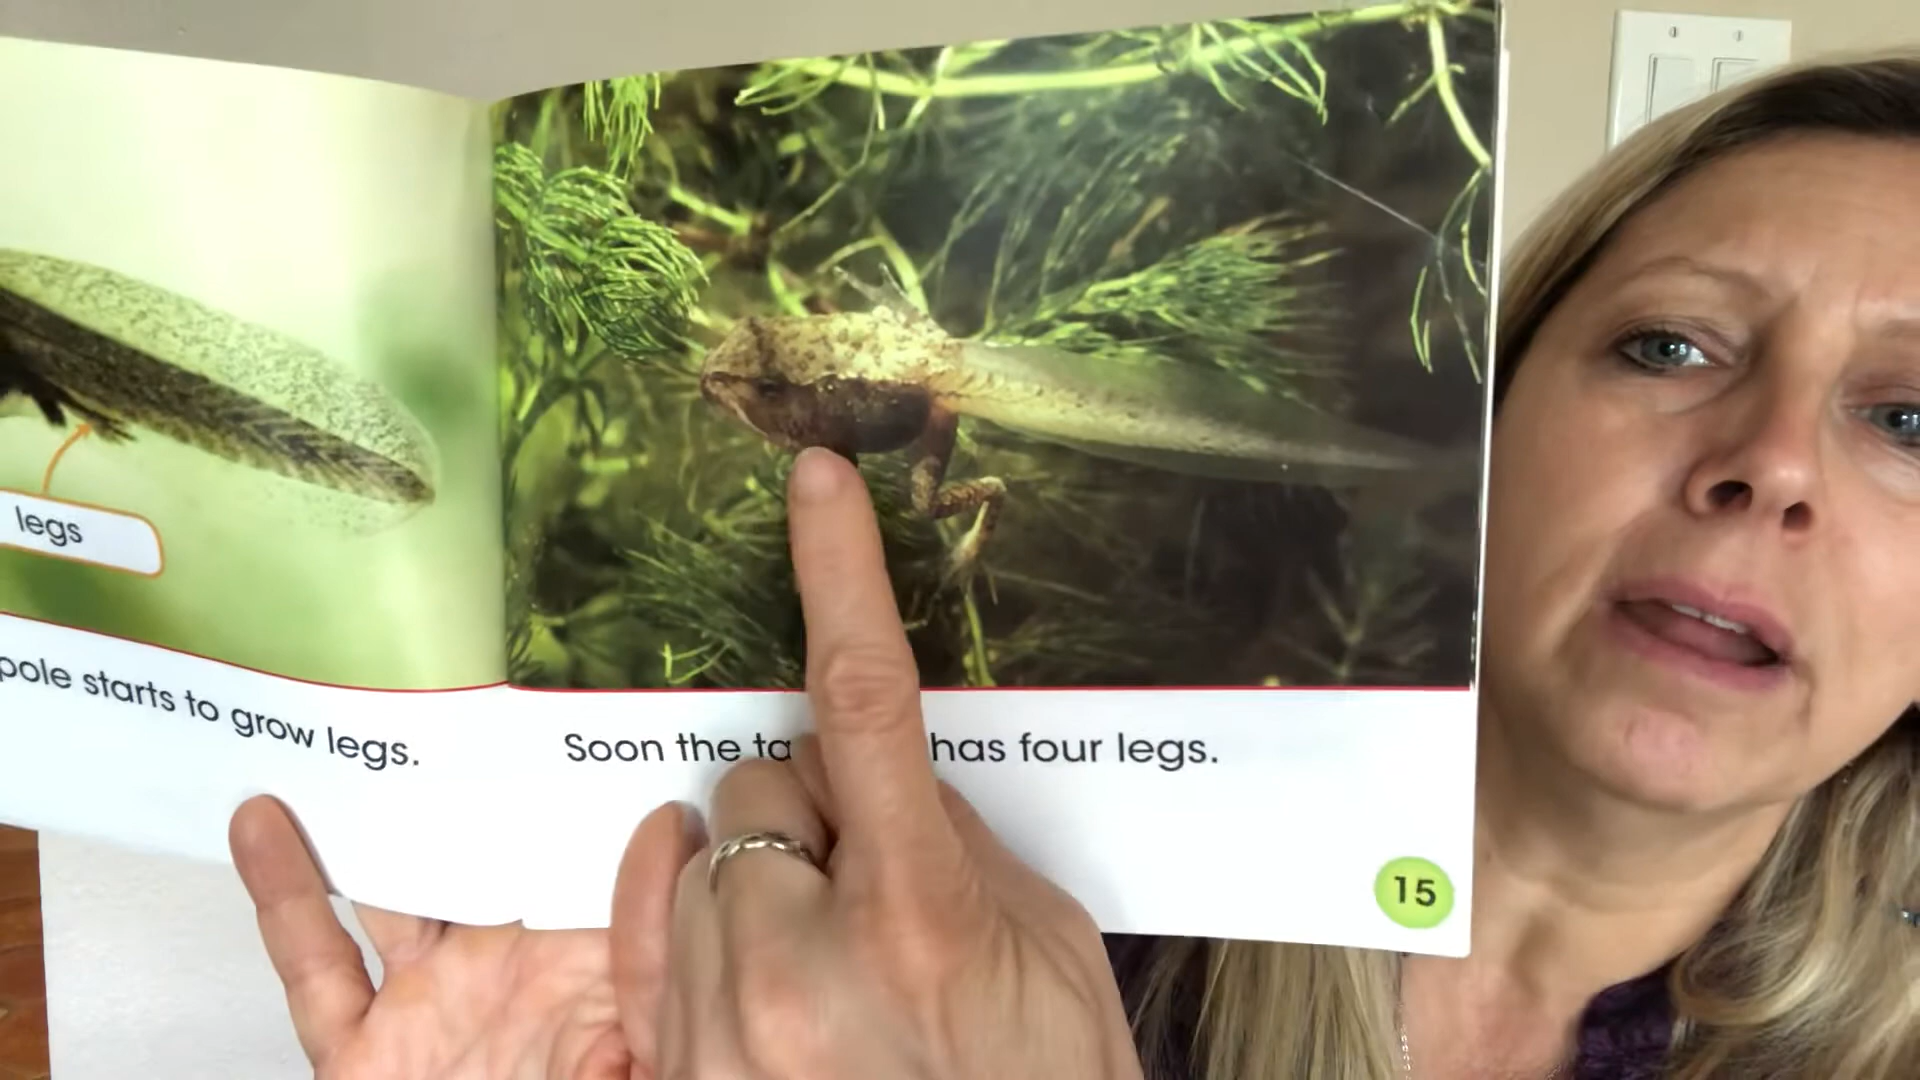 legs
pole starts to grow legs.
Soon the ta has four legs.
15